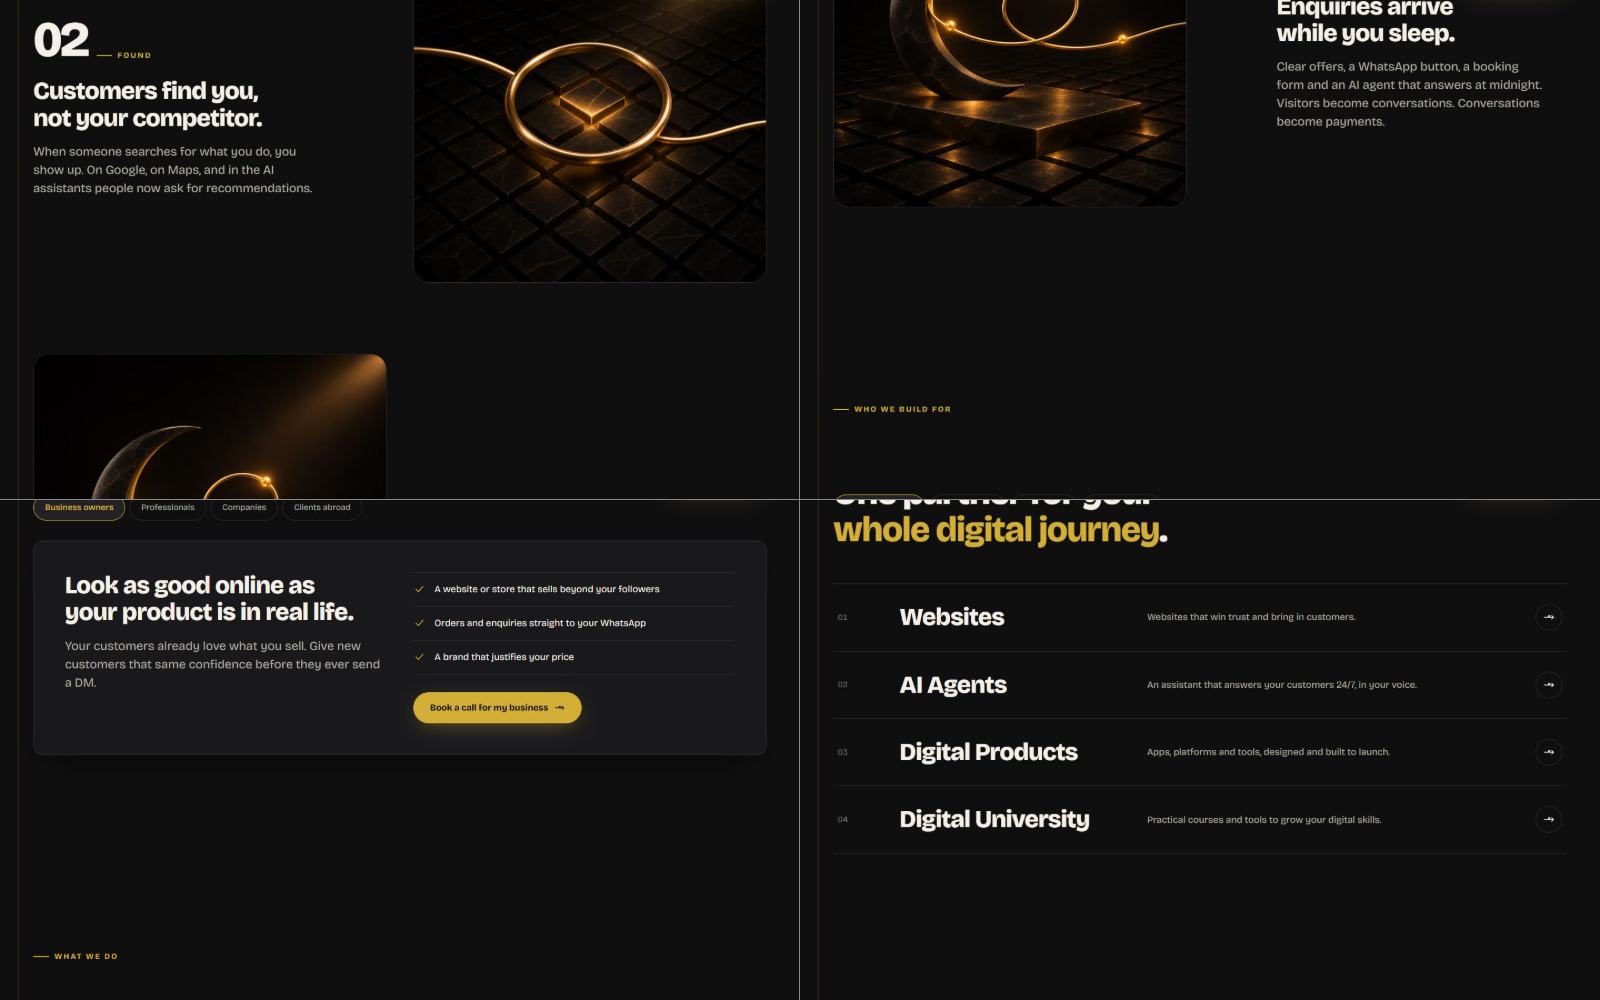 02
FOUND
Customers find you,
not your competitor.
When someone searches for what you do, you
show up. On Google, on Maps, and in the AI
assistants people now ask for recommendations.
Enquiries arrive
while you sleep.
Clear offers, a WhatsApp button, a booking
form and an AI agent that answers at midnight.
Visitors become conversations. Conversations
become payments.
WHO WE BUILD FOR
Business owners
Professionals
Companies
Clients abroad
Look as good online as
your product is in real life.
Your customers already love what you sell. Give new
customers that same confidence before they ever send
a DM.
A website or store that sells beyond your followers
Orders and enquiries straight to your WhatsApp
A brand that justifies your price
Book a call for my business
WHAT WE DO
One partner for your
whole digital journey.
01
Websites
Websites that win trust and bring in customers.
02
AI Agents
An assistant that answers your customers 24/7, in your voice.
03
Digital Products
Apps, platforms and tools, designed and built to launch.
04
Digital University
Practical courses and tools to grow your digital skills.